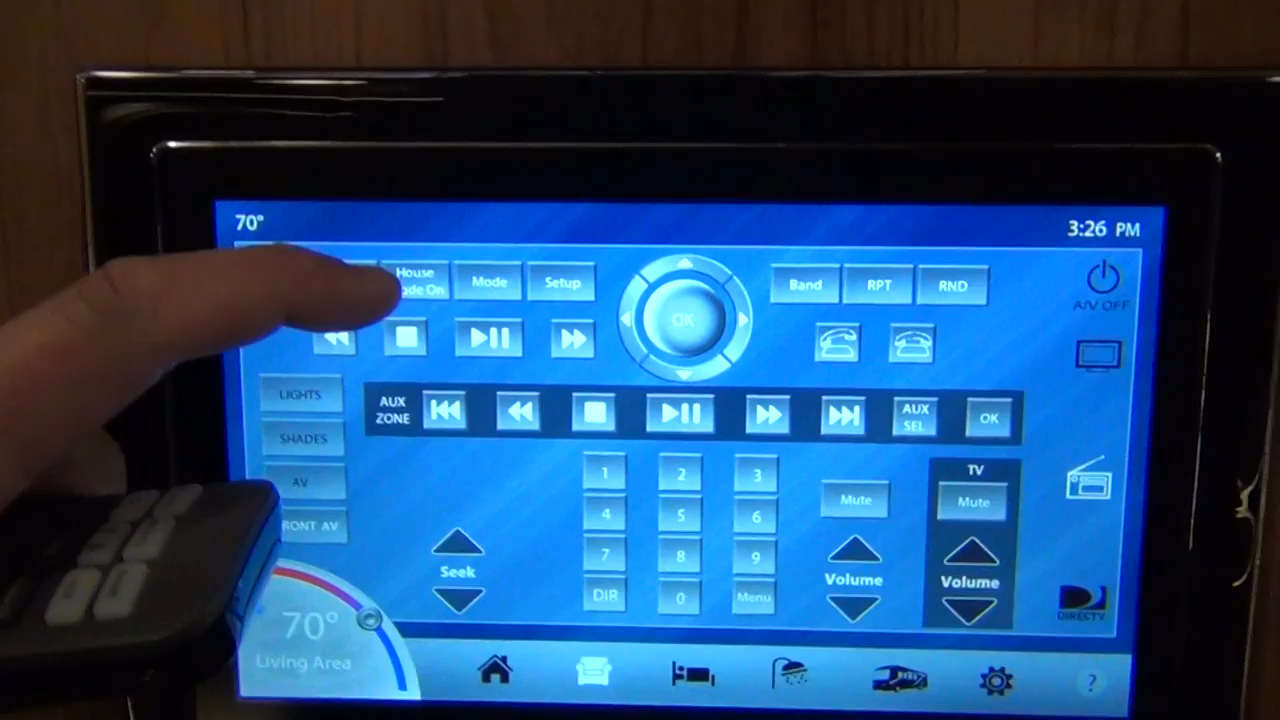 70°
3:26 PM
House
de On
Mode
Setup
OK
Band
RPT
RND
A/V OFF
LIGHTS
SHADES
AV
RONT AV
AUX
ZONE
AUX
SEL
OK
1
2
3
4
5
6
7
8
9
DIR
0
Menu
Seek
Mute
Volume
TV
Mute
Volume
DIRECTV
70°
Living Area
?